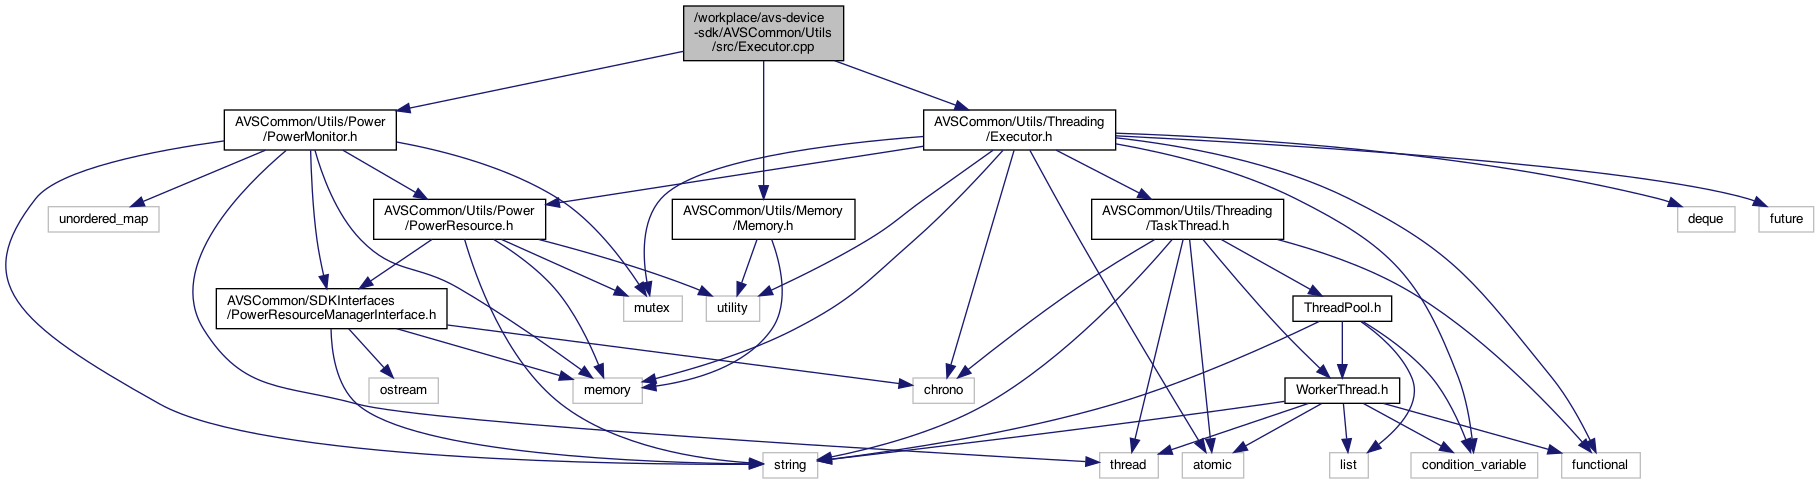 /workplace/avs-device
-sdk/AVSCommon/Utils
/src/Executor.cpp
AVSCommon/Utils/Power
/PowerMonitor.h
AVSCommon/Utils/Threading
/Executor.h
unordered_map
AVSCommon/Utils/Power
/PowerResource.h
AVSCommon/Utils/Memory
/Memory.h
AVSCommon/Utils/Threading
/TaskThread.h
deque
future
AVSCommon/SDKInterfaces
/PowerResourceManagerInterface.h
mutex
utility
ThreadPool.h
ostream
memory
chrono
WorkerThread.h
string
thread
atomic
list
condition_variable
functional